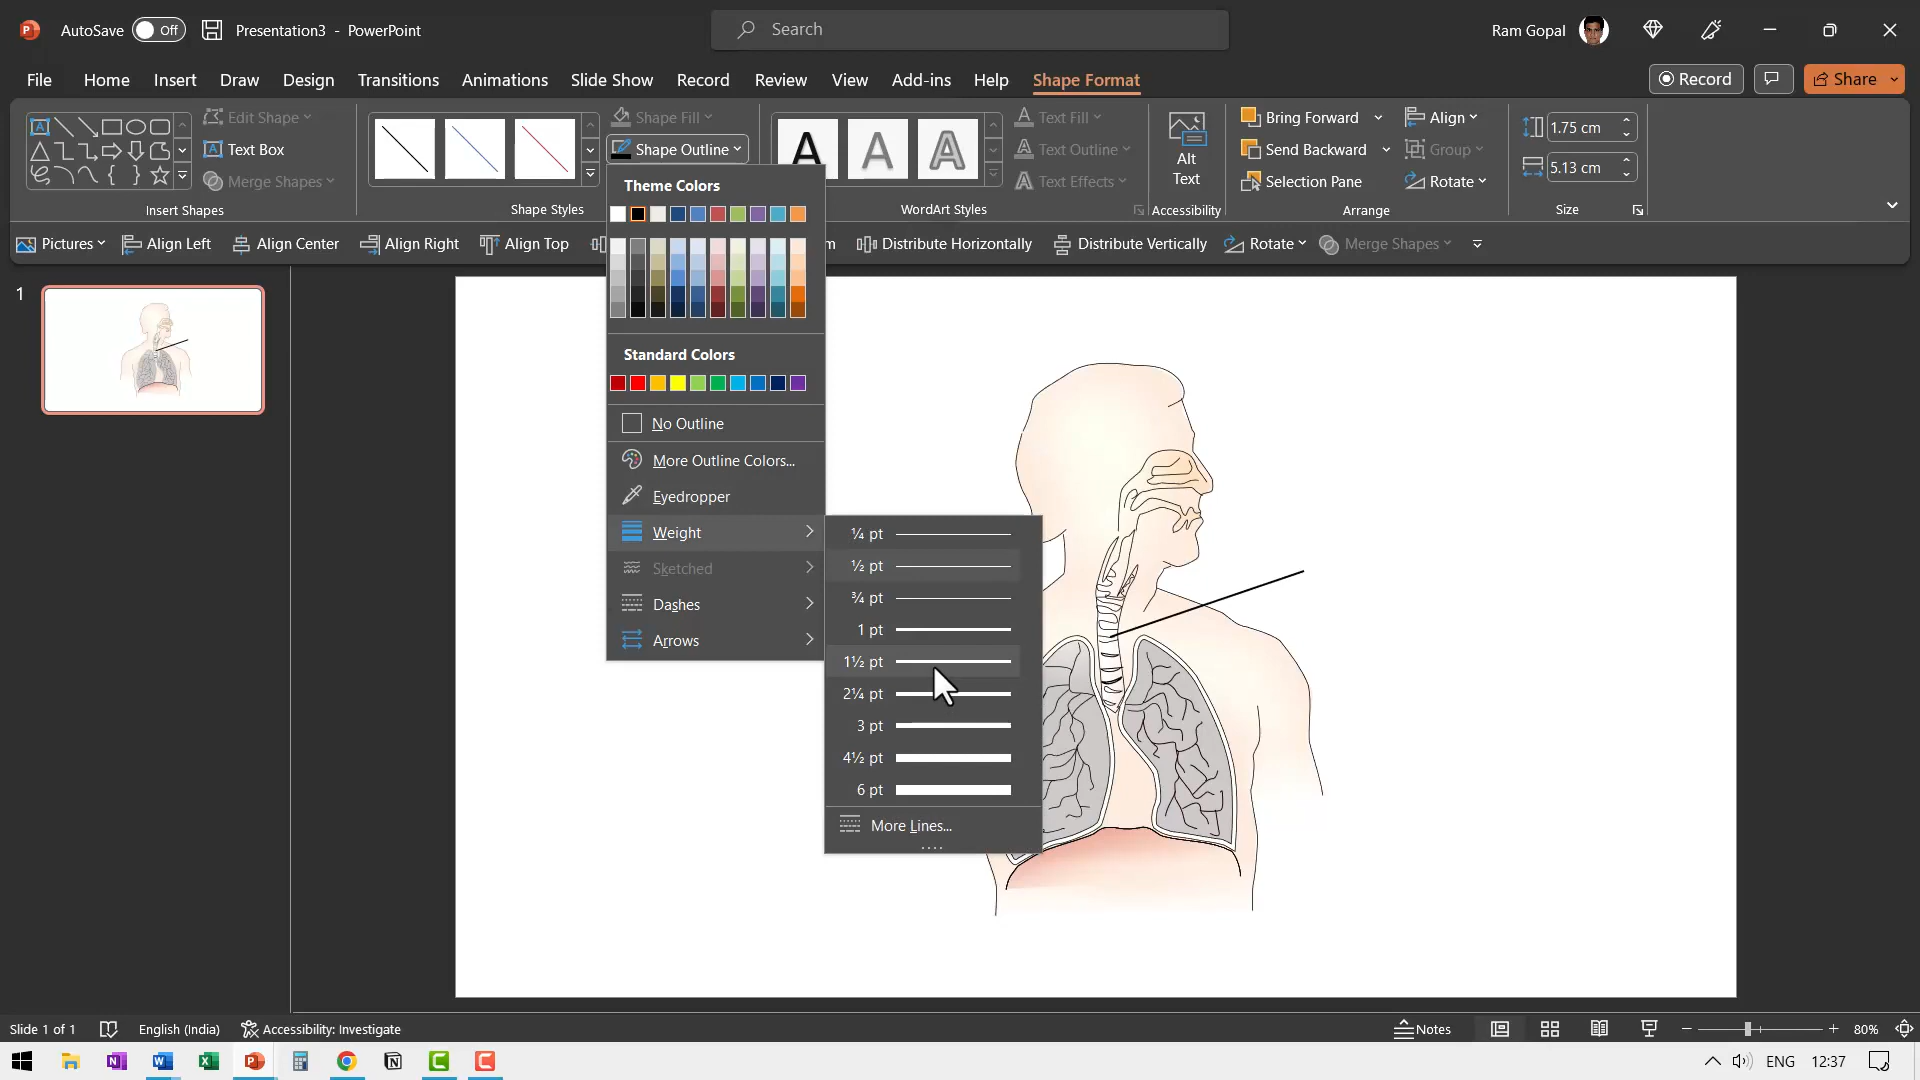 AutoSave Off Presentation3 - PowerPoint Search Ram Gopal
File Home Insert Draw Design Transitions Animations Slide Show Record Review View Add-ins Help Shape Format Record Share
Edit Shape Text Box Merge Shapes
Insert Shapes
Shape Fill Shape Outline
Shape Styles
A A A
Text Fill Text Outline Text Effects
WordArt Styles
Alt Text
Accessibility
Bring Forward Align
Send Backward Group
Selection Pane Rotate
Arrange
1.75 cm
5.13 cm
Size
Pictures Align Left Align Center Align Right Align Top m Distribute Horizontally Distribute Vertically Rotate Merge Shapes
1
Theme Colors
Standard Colors
No Outline
More Outline Colors...
Eyedropper
Weight
Sketched
Dashes
Arrows
¼ pt
½ pt
¾ pt
1 pt
1½ pt
2¼ pt
3 pt
4½ pt
6 pt
More Lines...
Slide 1 of 1 English (India) Accessibility: Investigate Notes 80%
ENG 12:37